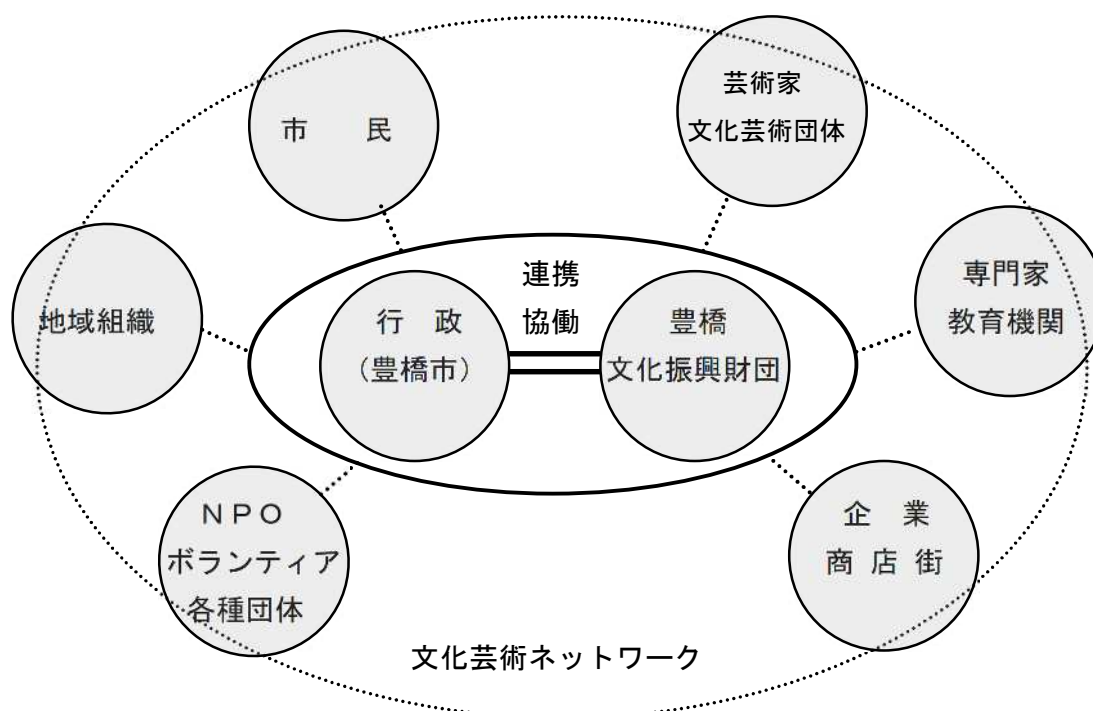 市　　民
芸術家
文化芸術団体
地域組織
連携
協働
行　政
（豊橋市）
豊橋
文化振興財団
専門家
教育機関
ＮＰＯ
ボランティア
各種団体
企　業
商 店 街
文化芸術ネットワーク